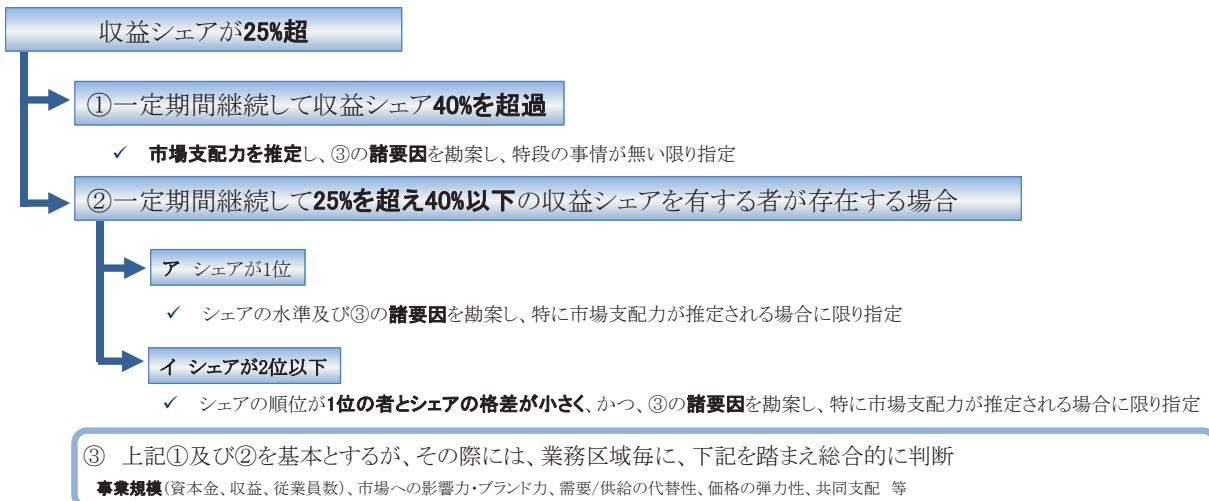 収益シェアが25%超
①一定期間継続して収益シェア40%を超過
✓ 市場支配力を推定し、③の諸要因を勘案し、特段の事情が無い限り指定
②一定期間継続して25%を超え40%以下の収益シェアを有する者が存在する場合
ア シェアが1位
✓ シェアの水準及び③の諸要因を勘案し、特に市場支配力が推定される場合に限り指定
イ シェアが2位以下
✓ シェアの順位が1位の者とシェアの格差が小さく、かつ、③の諸要因を勘案し、特に市場支配力が推定される場合に限り指定
③ 上記①及び②を基本とするが、その際には、業務区域毎に、下記を踏まえ総合的に判断
事業規模(資本金、収益、従業員数)、市場への影響力・ブランド力、需要/供給の代替性、価格の弾力性、共同支配 等